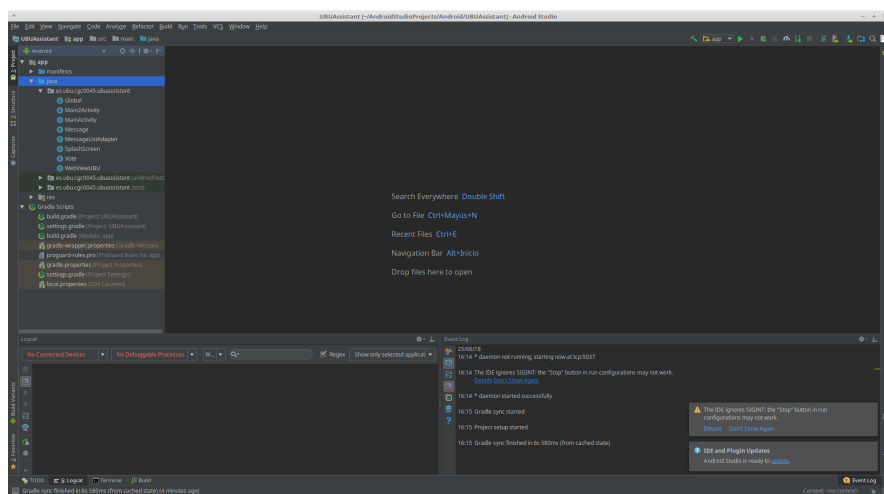 UBUAssistant [~/AndroidStudioProjects/Android/UBUAssistant] - Android Studio
File Edit View Navigate Code Analyze Refactor Build Run Tools VCS Window Help
UBUAssistant app src main java
app
Android
1: Project
7: Structure
Captures
Build Variants
2: Favorites
app
manifests
java
es.ubu.cgc0045.ubuassistant
Global
Main2Activity
MainActivity
Message
MessageListAdapter
SplashScreen
Vote
WebViewUBU
es.ubu.cgc0045.ubuassistant (androidTest)
es.ubu.cgc0045.ubuassistant (test)
res
Gradle Scripts
build.gradle (Project: UBUAssistant)
settings.gradle (Project: UBUAssistant)
build.gradle (Module: app)
gradle-wrapper.properties (Gradle Version)
proguard-rules.pro (ProGuard Rules for app)
gradle.properties (Project Properties)
settings.gradle (Project Settings)
local.properties (SDK Location)
Search Everywhere Double Shift
Go to File Ctrl+Mayús+N
Recent Files Ctrl+E
Navigation Bar Alt+Inicio
Drop files here to open
Logcat
No Connected Devices No Debuggable Processes W... Regex Show only selected applicat
Event Log
25/06/18
16:14 * daemon not running; starting now at tcp:5037
16:14 The IDE ignores SIGINT: the "Stop" button in run configurations may not work.
Details Don't Show Again
16:14 * daemon started successfully
16:15 Gradle sync started
16:15 Project setup started
16:15 Gradle sync finished in 6s 580ms (from cached state)
The IDE ignores SIGINT: the "Stop" button in run
configurations may not work.
Details Don't Show Again
IDE and Plugin Updates
Android Studio is ready to update.
TODO 6: Logcat Terminal Build Event Log
Gradle sync finished in 6s 580ms (from cached state) (4 minutes ago) Context: <no context>